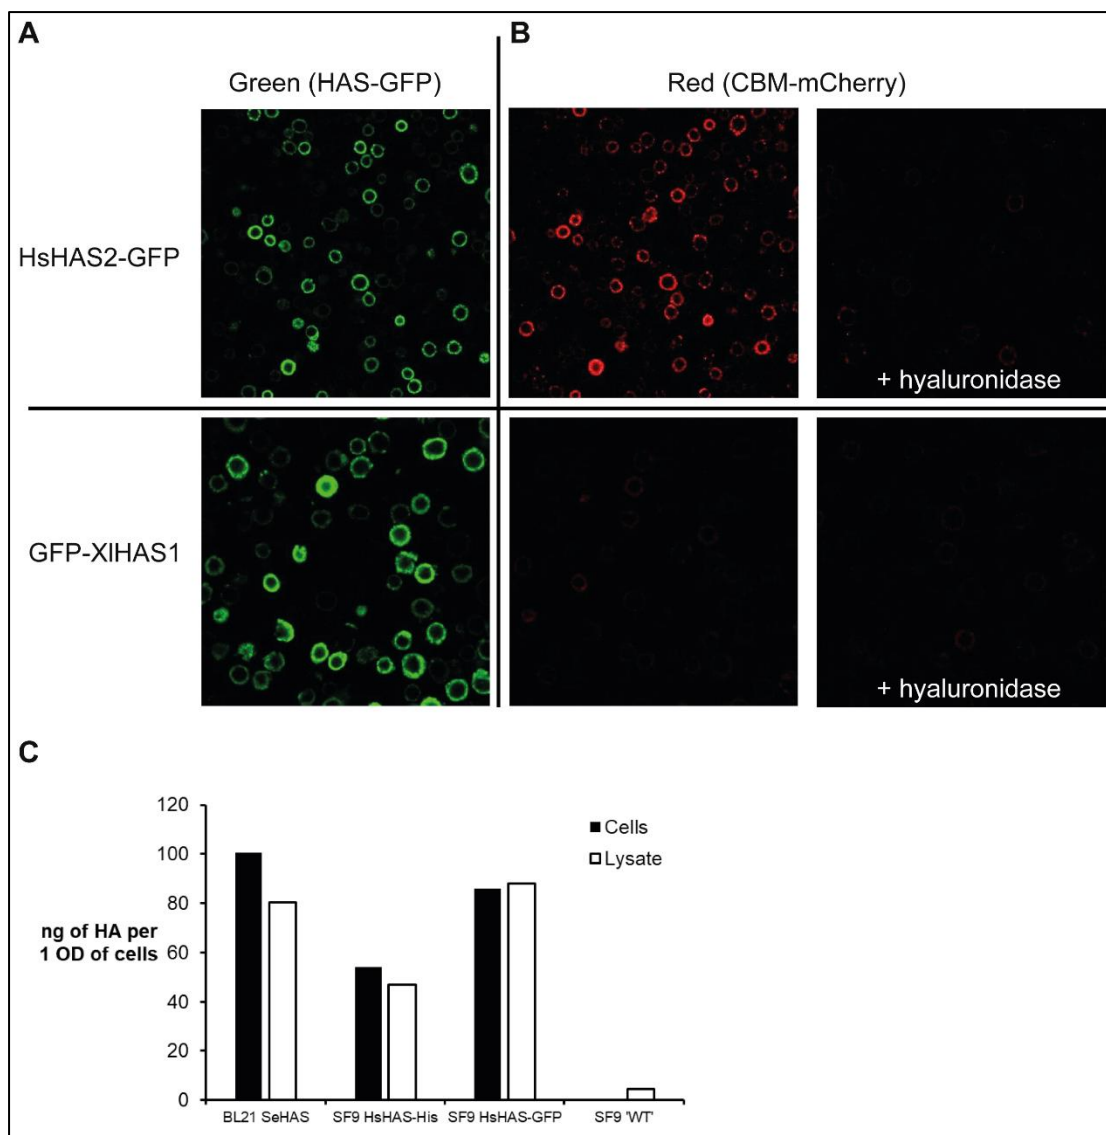 A
B
Green (HAS-GFP)
Red (CBM-mCherry)
HsHAS2-GFP
+ hyaluronidase
GFP-XlHAS1
+ hyaluronidase
C
120
100
80
60
40
20
0
ng of HA per
1 OD of cells
Cells
Lysate
BL21 SeHAS
SF9 HsHAS-His
SF9 HsHAS-GFP
SF9 'WT'